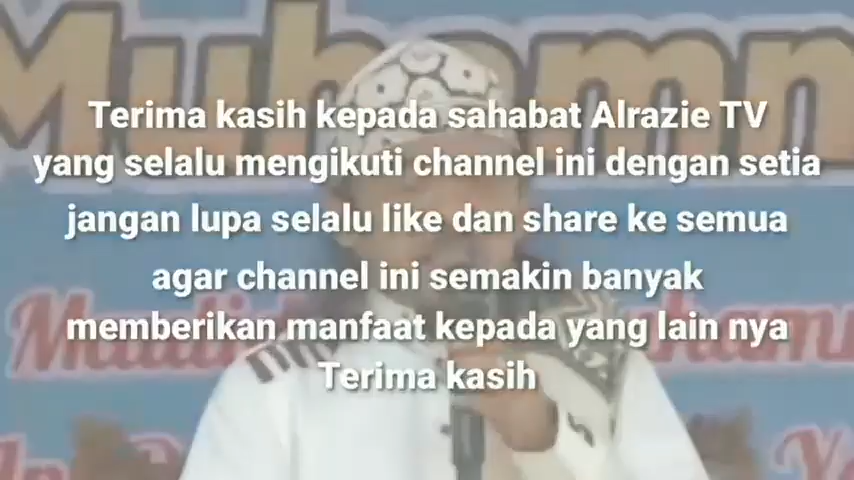 Muhamm
Terima kasih kepada sahabat Alrazie TV
yang selalu mengikuti channel ini dengan setia
jangan lupa selalu like dan share ke semua
agar channel ini semakin banyak
memberikan manfaat kepada yang lain nya
Terima kasih